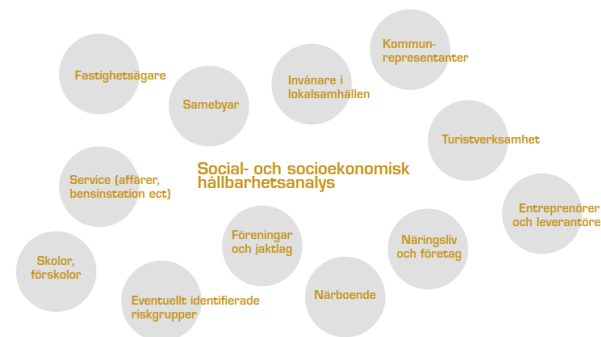 Kommun-
representanter
Fastighetsägare
Invånare i
lokalsamhällen
Samebyar
Turistverksamhet
Social- och socioekonomisk
hållbarhetsanalys
Service (affärer,
bensinstation ect)
Entreprenörer
och leverantöre
Föreningar
och jaktlag
Näringsliv
och företag
Skolor,
förskolor
Eventuellt identifierade
riskgrupper
Närboende